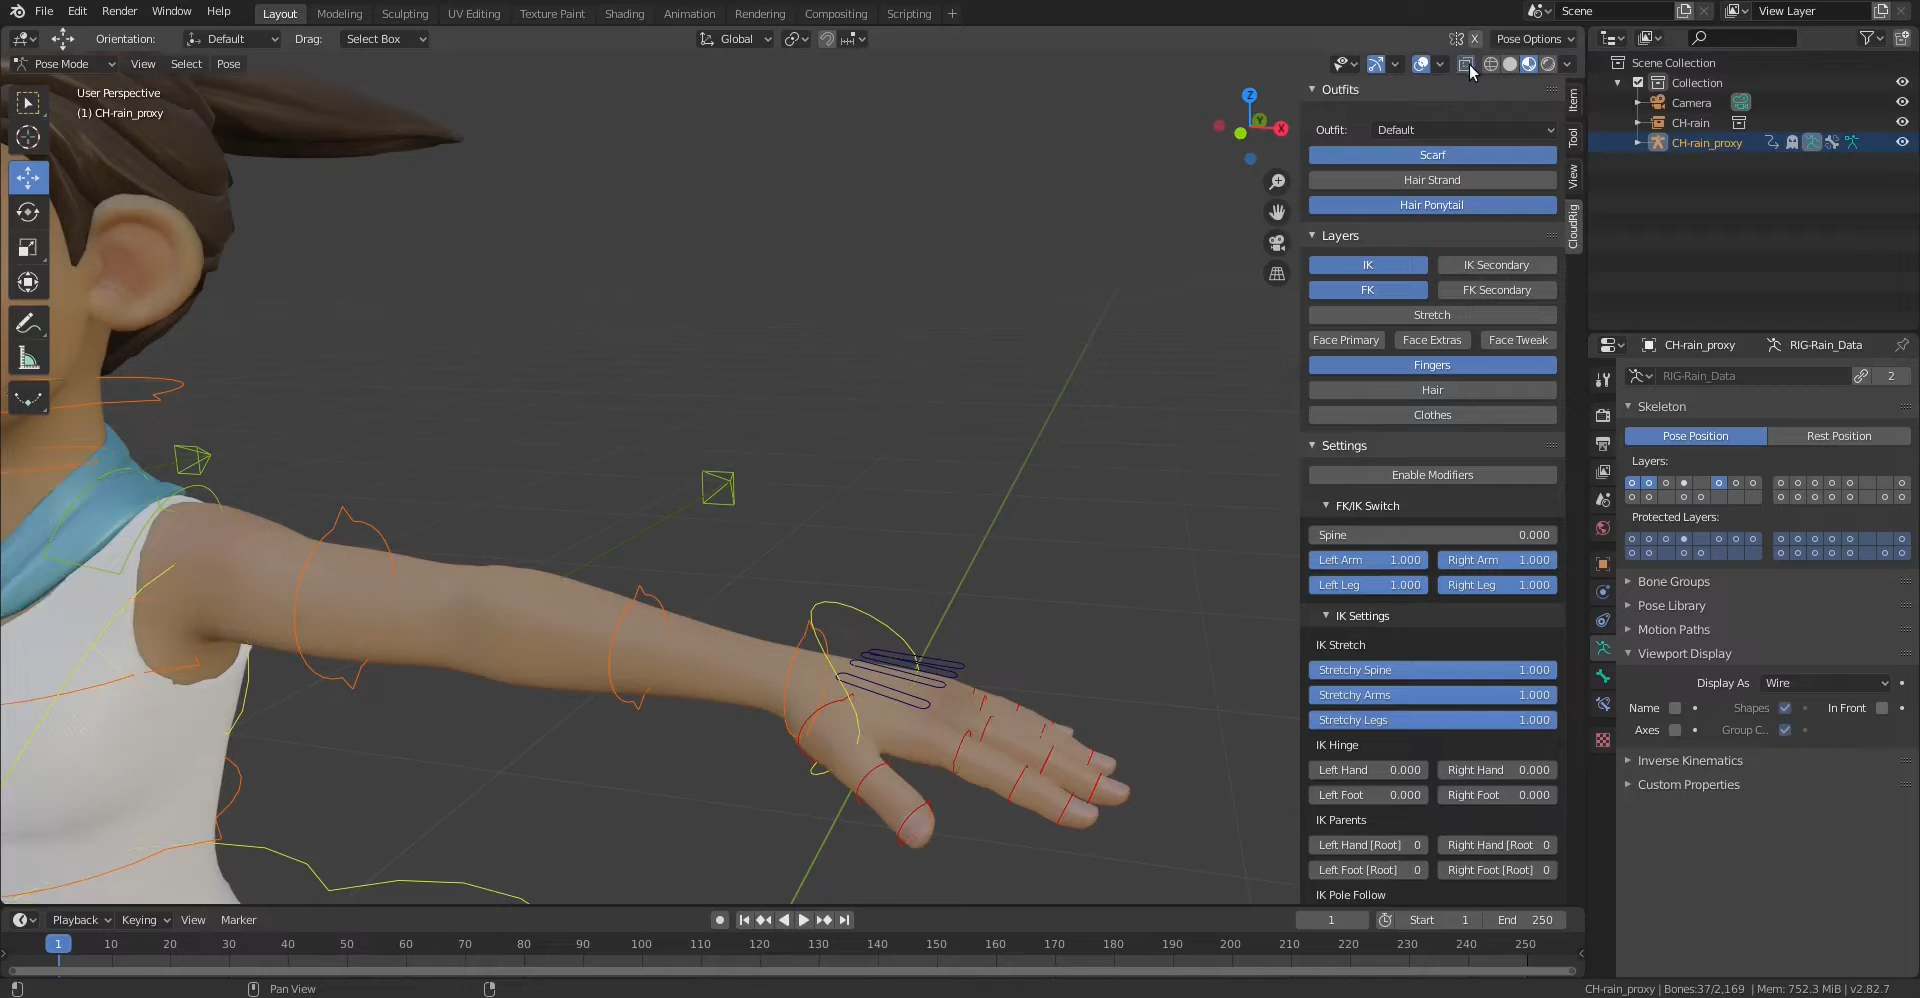 File Edit Render Window Help Layout Modeling Sculpting UV Editing Texture Paint Shading Animation Rendering Compositing Scripting + Scene View Layer
Orientation: Default Drag: Select Box Global X Pose Options
Pose Mode View Select Pose
User Perspective
(1) CH-rain_proxy
Z
Y
X
Outfits
Outfit: Default
Scarf
Hair Strand
Hair Ponytail
Layers
IK IK Secondary
FK FK Secondary
Stretch
Face Primary Face Extras Face Tweak
Fingers
Hair
Clothes
Settings
Enable Modifiers
FK/IK Switch
Spine 0.000
Left Arm 1.000 Right Arm 1.000
Left Leg 1.000 Right Leg 1.000
IK Settings
IK Stretch
Stretchy Spine 1.000
Stretchy Arms 1.000
Stretchy Legs 1.000
IK Hinge
Left Hand 0.000 Right Hand 0.000
Left Foot 0.000 Right Foot 0.000
IK Parents
Left Hand [Root] 0 Right Hand [Root 0
Left Foot [Root] 0 Right Foot [Root] 0
IK Pole Follow
Item
Tool
View
CloudRig
Scene Collection
Collection
Camera
CH-rain
CH-rain_proxy
CH-rain_proxy RIG-Rain_Data
RIG-Rain_Data 2
Skeleton
Pose Position Rest Position
Layers:
Protected Layers:
Bone Groups
Pose Library
Motion Paths
Viewport Display
Display As Wire
Name Shapes In Front
Axes Group C..
Inverse Kinematics
Custom Properties
Playback Keying View Marker 1 Start 1 End 250
1 10 20 30 40 50 60 70 80 90 100 110 120 130 140 150 160 170 180 190 200 210 220 230 240 250
Pan View CH-rain_proxy | Bones:37/2,169 | Mem: 752.3 MiB | v2.82.7